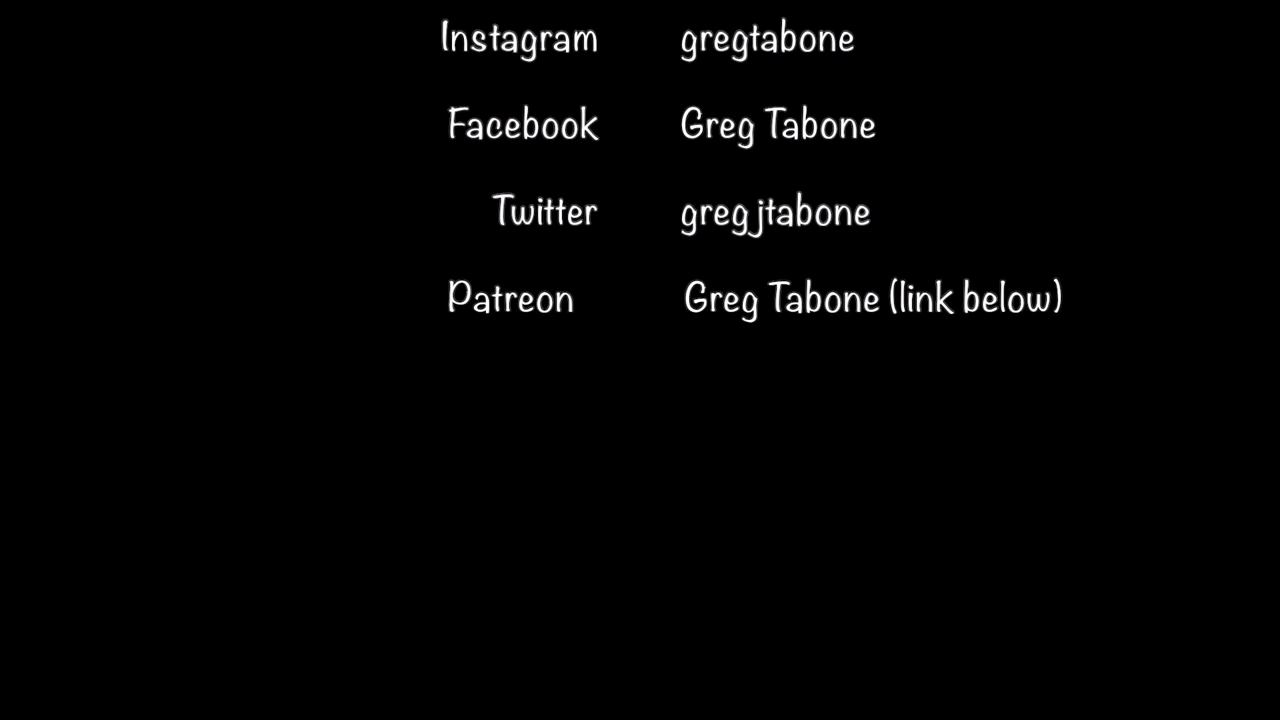 Instagram gregtabone
Facebook Greg Tabone
Twitter gregjtabone
Patreon Greg Tabone (link below)